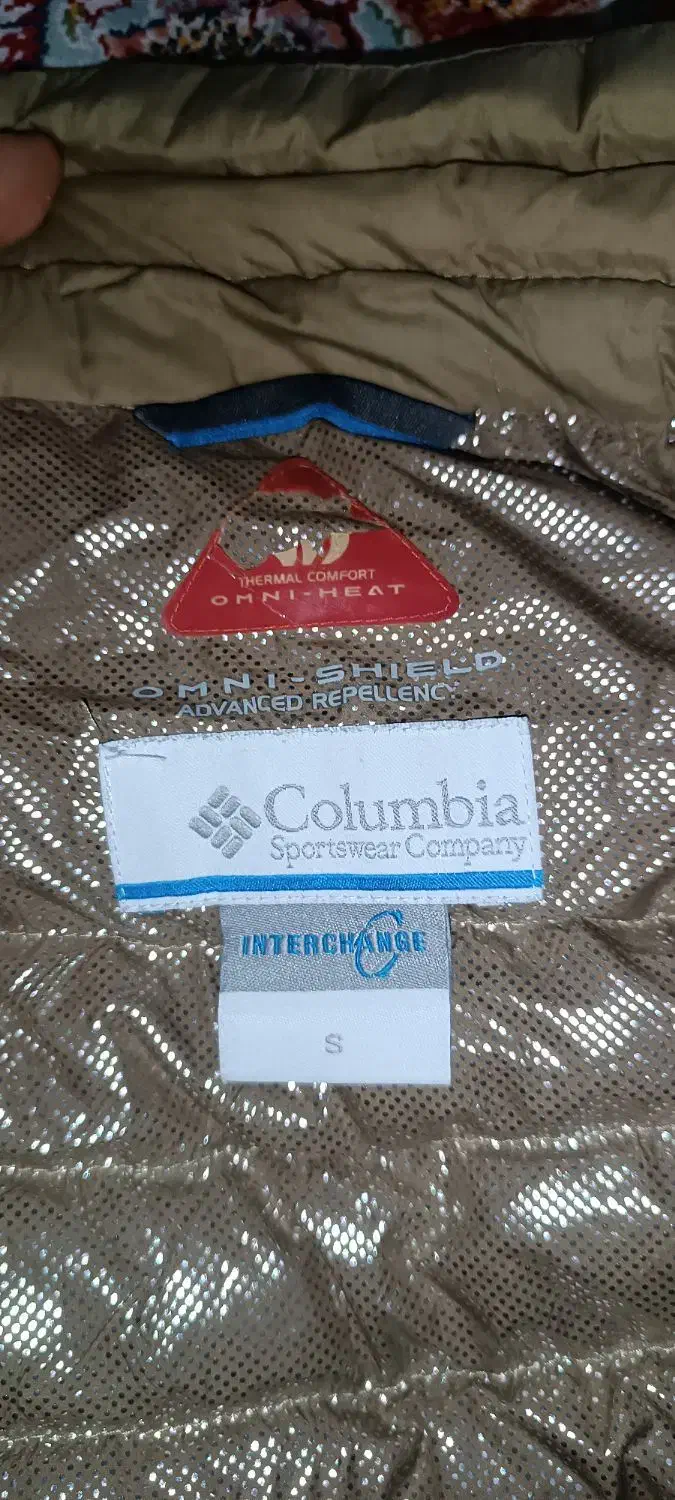 THERMAL COMFORT
OMNI-HEAT
OMNI-SHIELD
ADVANCED REPELLENCY
Columbia
Sportswear Company
INTERCHANGE
S